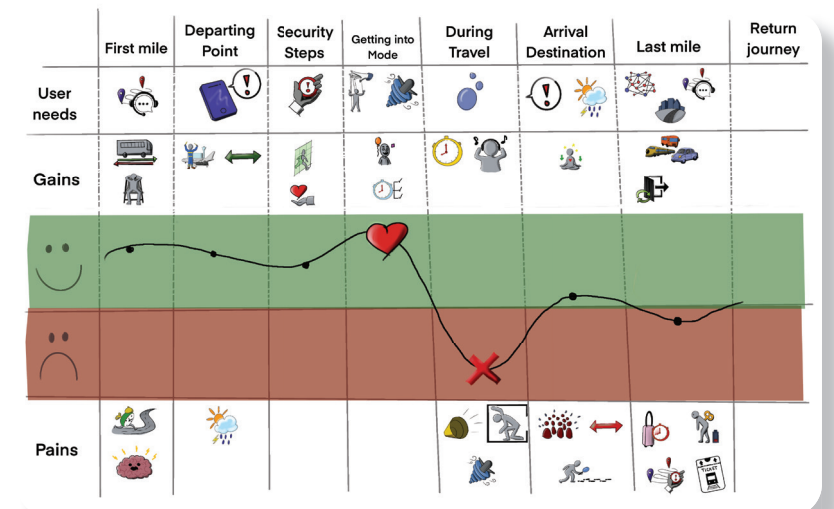 First mile
Departing
Point
Security
Steps
Getting into
Mode
During
Travel
Arrival
Destination
Last mile
Return
journey
User
needs
Gains
Pains
TICKET